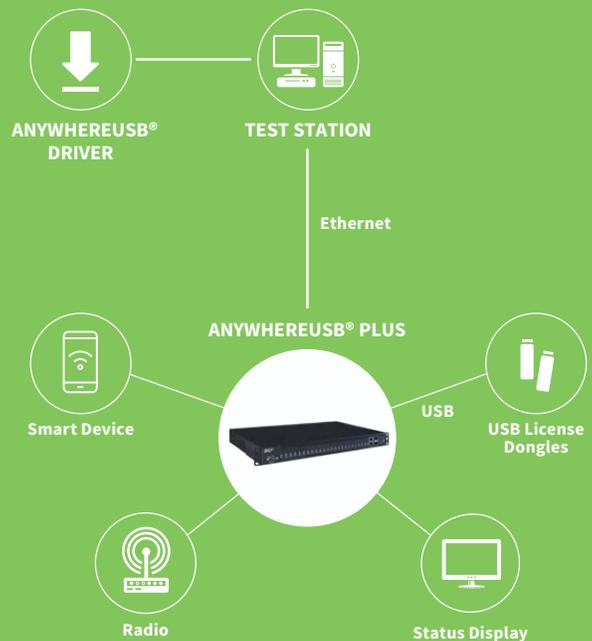 ANYWHEREUSB®
DRIVER
TEST STATION
Ethernet
ANYWHEREUSB® PLUS
USB
Smart Device
USB License
Dongles
Radio
Status Display